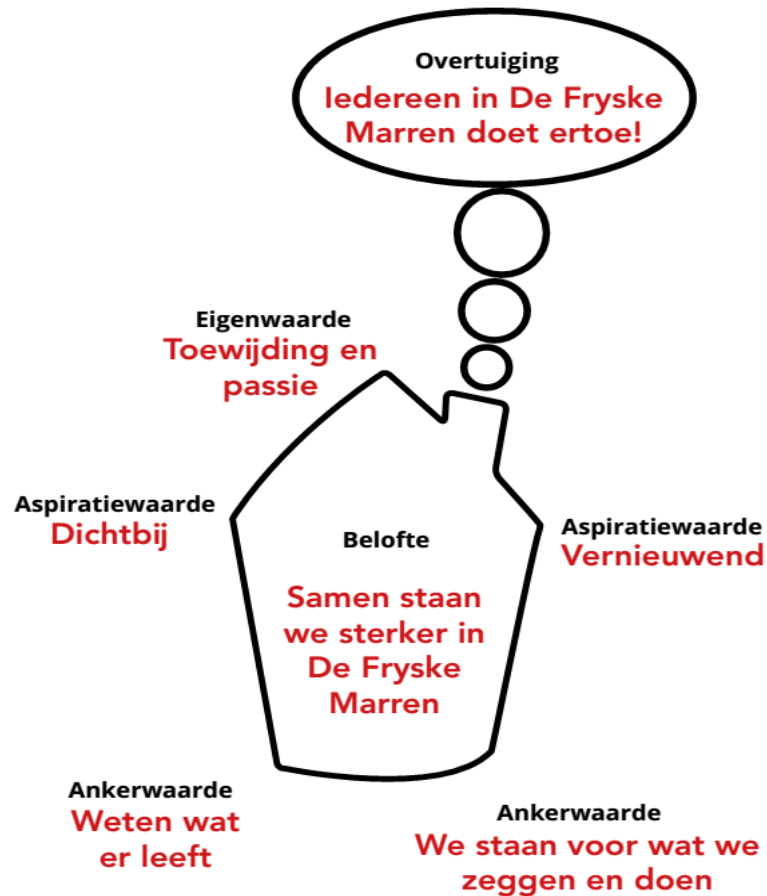 Overtuiging
Iedereen in De Fryske
Marren doet ertoe!
Eigenwaarde
Toewijding en
passie
Aspiratiewaarde
Dichtbij
Aspiratiewaarde
Vernieuwend
Belofte
Samen staan
we sterker in
De Fryske
Marren
Ankerwaarde
Weten wat
er leeft
Ankerwaarde
We staan voor wat we
zeggen en doen